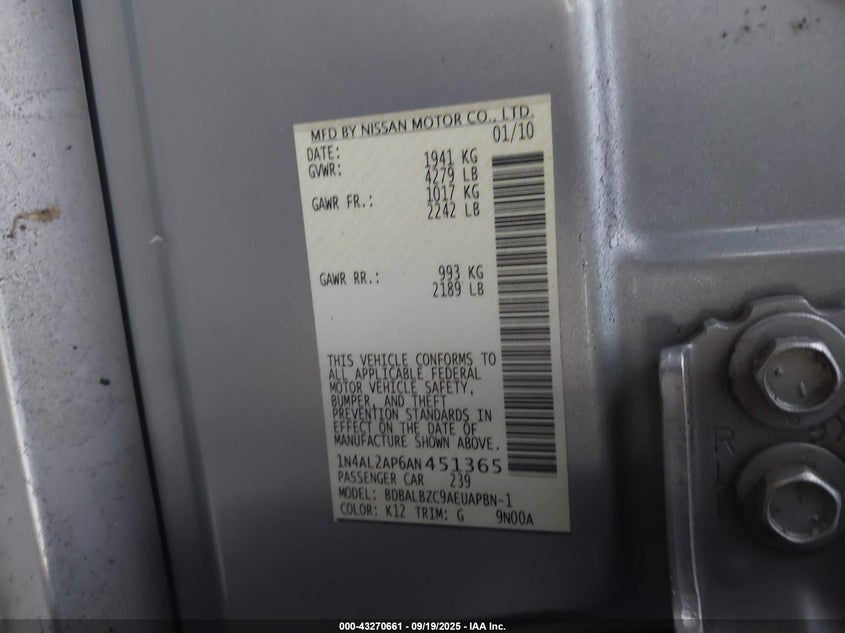 MFD BY NISSAN MOTOR CO., LTD.
DATE: 01/10
GVWR: 1941 KG
4279 LB
GAWR FR.: 1017 KG
2242 LB
GAWR RR.: 993 KG
2189 LB
THIS VEHICLE CONFORMS TO
ALL APPLICABLE FEDERAL
MOTOR VEHICLE SAFETY,
BUMPER, AND THEFT
PREVENTION STANDARDS IN
EFFECT ON THE DATE OF
MANUFACTURE SHOWN ABOVE.
1N4AL2AP6AN451365
PASSENGER CAR 239
MODEL: BDBALBZC9AEUAPBN-1
COLOR: K12 TRIM: G 9N00A
000-43270661 - 09/19/2025 - IAA Inc.